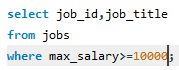 select job_id,job_title
from jobs
where max_salary>=10000;